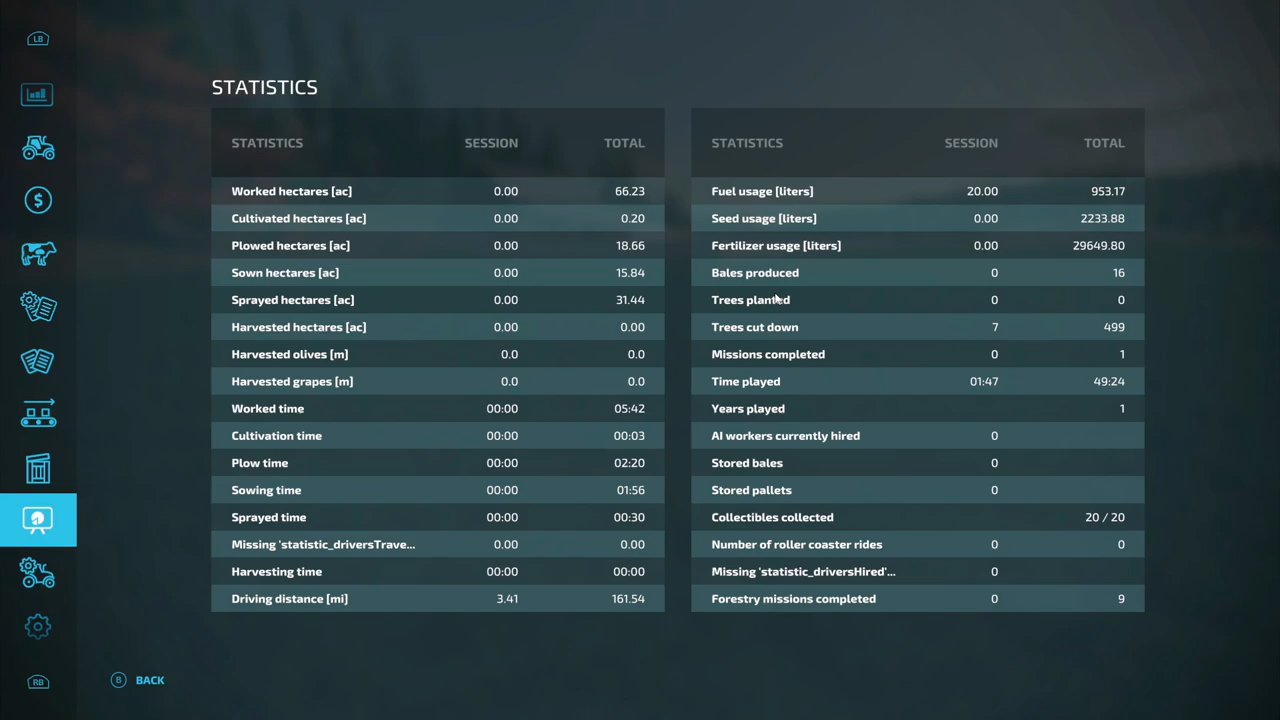 LB
STATISTICS
STATISTICS SESSION TOTAL
Worked hectares [ac] 0.00 66.23
Cultivated hectares [ac] 0.00 0.20
Plowed hectares [ac] 0.00 18.66
Sown hectares [ac] 0.00 15.84
Sprayed hectares [ac] 0.00 31.44
Harvested hectares [ac] 0.00 0.00
Harvested olives [m] 0.0 0.0
Harvested grapes [m] 0.0 0.0
Worked time 00:00 05:42
Cultivation time 00:00 00:03
Plow time 00:00 02:20
Sowing time 00:00 01:56
Sprayed time 00:00 00:30
Missing 'statistic_driversTrave... 0.00 0.00
Harvesting time 00:00 00:00
Driving distance [mi] 3.41 161.54
STATISTICS SESSION TOTAL
Fuel usage [liters] 20.00 953.17
Seed usage [liters] 0.00 2233.88
Fertilizer usage [liters] 0.00 29649.80
Bales produced 0 16
Trees planted 0 0
Trees cut down 7 499
Missions completed 0 1
Time played 01:47 49:24
Years played 1
AI workers currently hired 0
Stored bales 0
Stored pallets 0
Collectibles collected 20 / 20
Number of roller coaster rides 0 0
Missing 'statistic_driversHired'... 0
Forestry missions completed 0 9
RB
B BACK